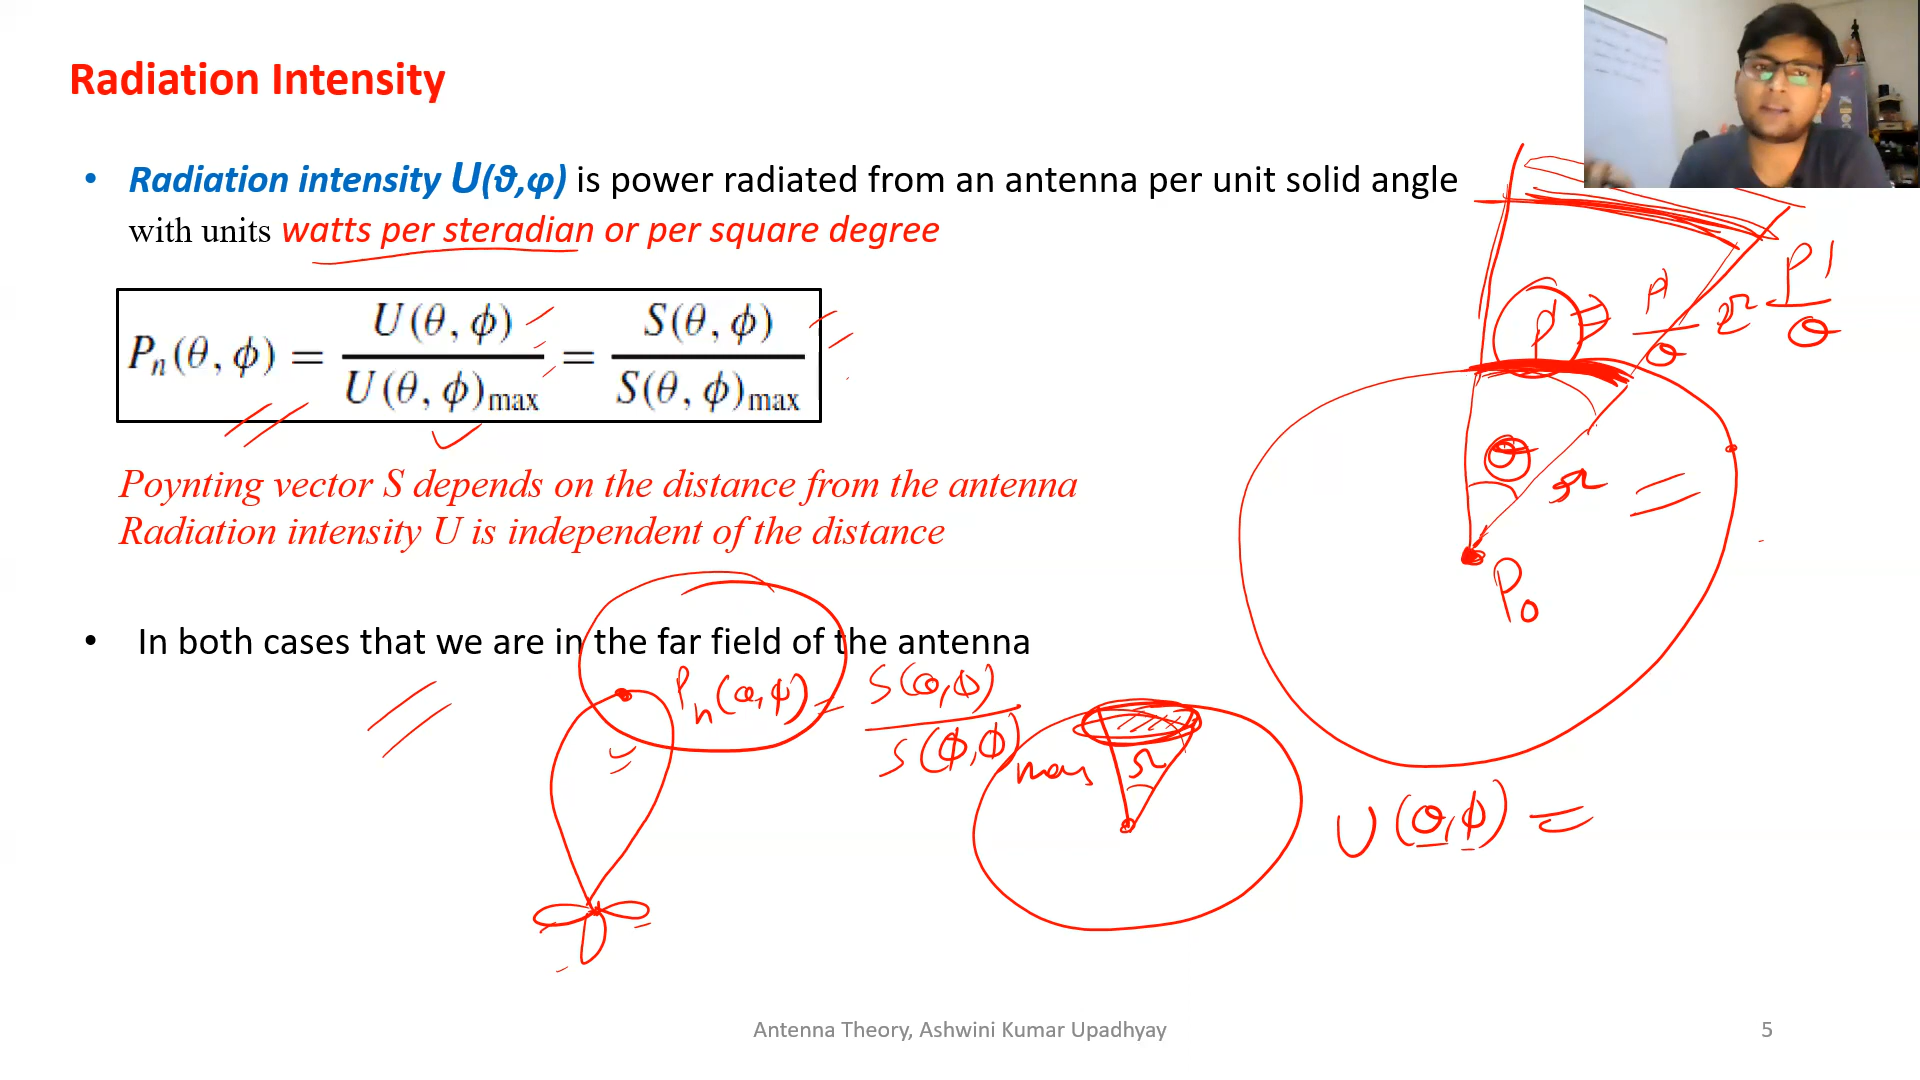 Radiation Intensity
• Radiation intensity U(ϑ,φ) is power radiated from an antenna per unit solid angle
with units watts per steradian or per square degree
Pₙ(θ, ϕ) = U(θ, ϕ) / U(θ, ϕ)max = S(θ, ϕ) / S(θ, ϕ)max
Poynting vector S depends on the distance from the antenna
Radiation intensity U is independent of the distance
• In both cases that we are in the far field of the antenna
Pn(θ,ϕ) = S(θ,ϕ) / S(θ,ϕ) max
P
P / θ
P' / θ
θ
r
P₀
U(θ,ϕ) =
Antenna Theory, Ashwini Kumar Upadhyay
5